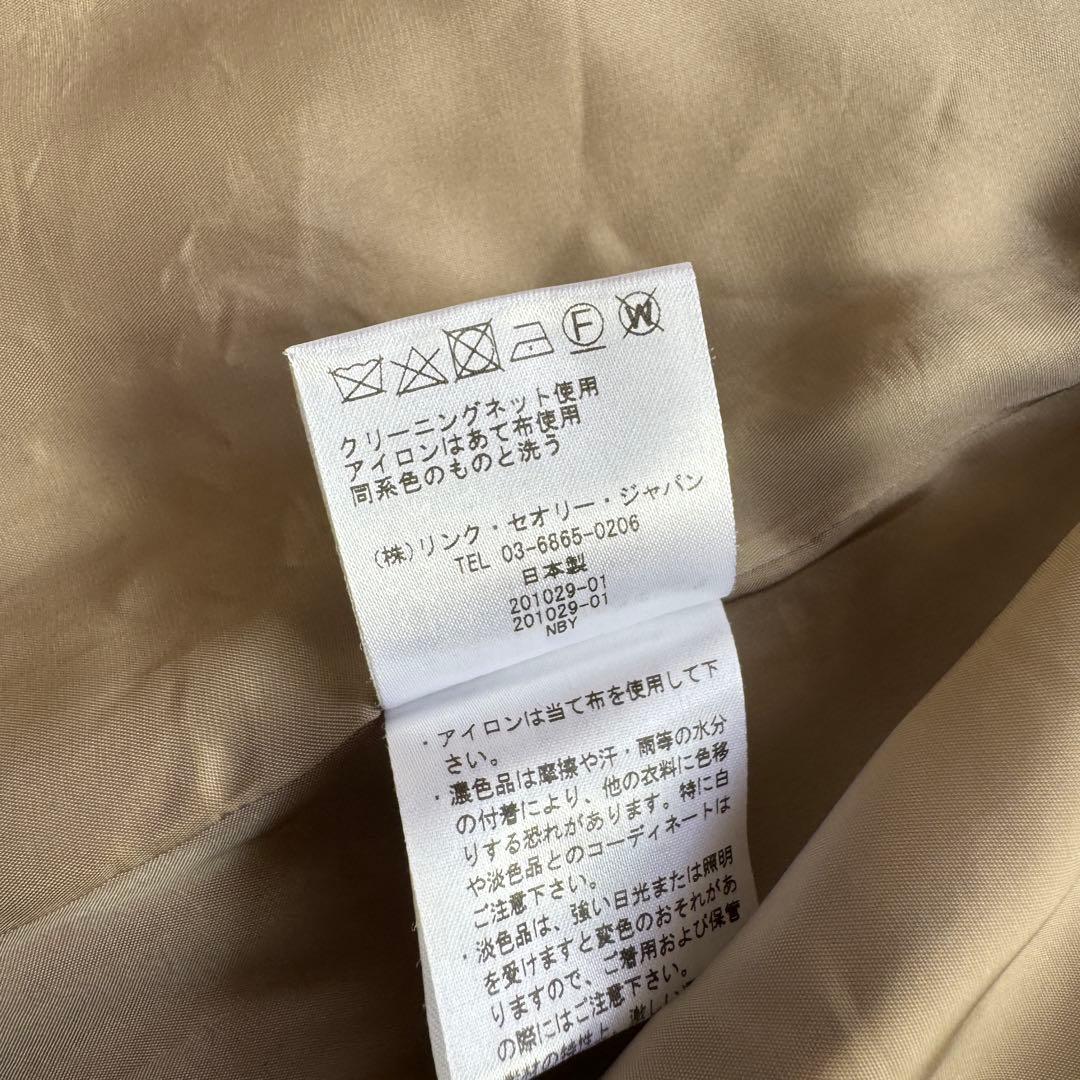 F W
クリーニングネット使用
アイロンはあて布使用
同系色のものと洗う
(株)リンク・セオリー・ジャパン
TEL 03-6865-0206
日本製
201029-01
201029-01
NBY
・アイロンは当て布を使用して下
さい。
・濃色品は摩擦や汗・雨等の水分
の付着により、他の衣料に色移
りする恐れがあります。特に白
や淡色品とのコーディネートは
ご注意下さい。
・淡色品は、強い日光または照明
を受けますと変色のおそれがあ
りますので、ご着用および保管
の際にはご注意下さい。
の特性上、激しい